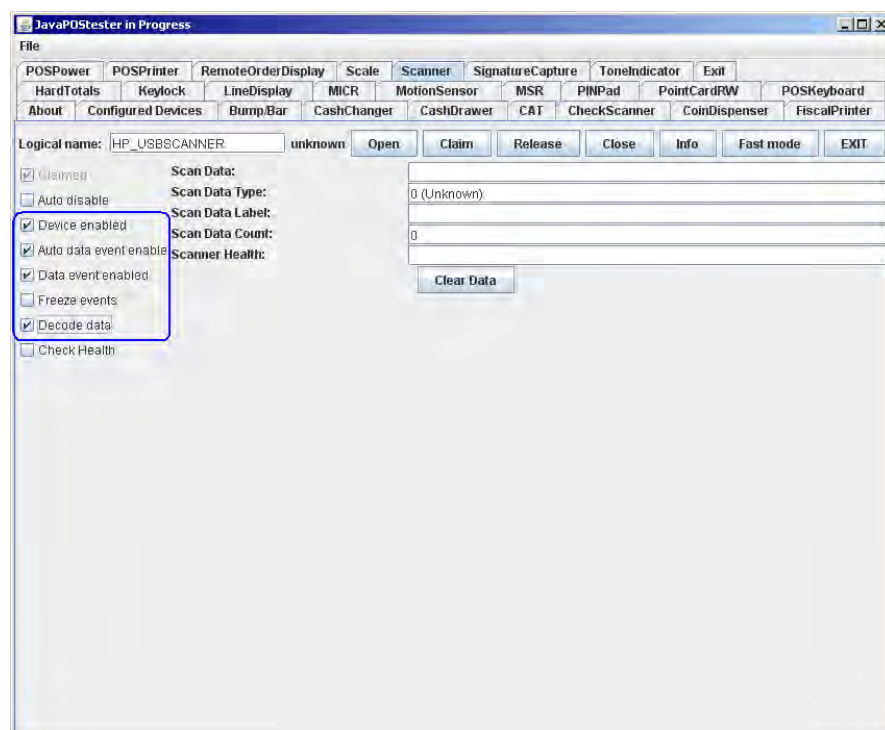 JavaPOStester in Progress
File
POSPower POSPrinter RemoteOrderDisplay Scale Scanner SignatureCapture ToneIndicator Exit
HardTotals Keylock LineDisplay MICR MotionSensor MSR PINPad PointCardRW POSKeyboard
About Configured Devices Bump/Bar CashChanger CashDrawer CAT CheckScanner CoinDispenser FiscalPrinter
Logical name: HP_USBSCANNER unknown Open Claim Release Close Info Fast mode EXIT
Claimed Scan Data:
Auto disable Scan Data Type: 0 (Unknown)
Scan Data Label:
Device enabled
Scan Data Count: 0
Auto data event enable Scanner Health:
Data event enabled Clear Data
Freeze events
Decode data
Check Health